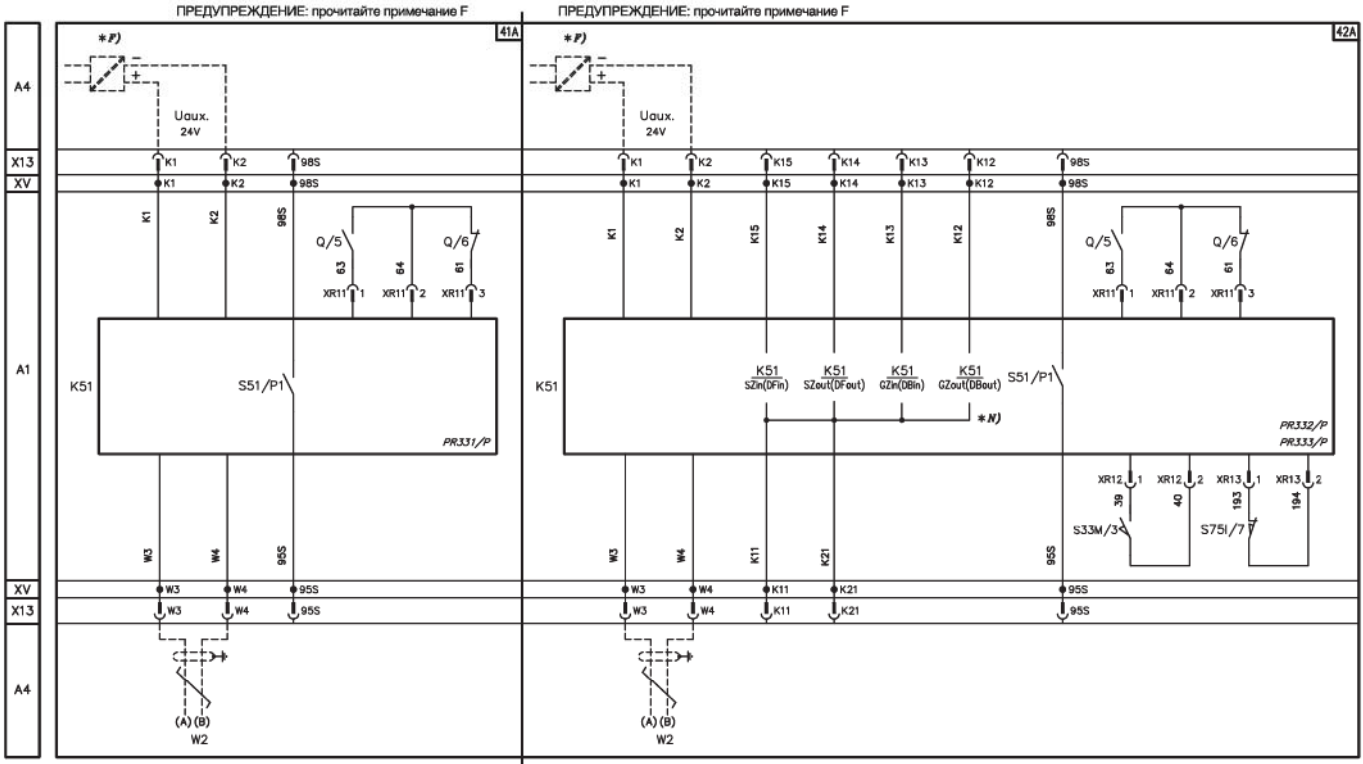 ПРЕДУПРЕЖДЕНИЕ: прочитайте примечание F ПРЕДУПРЕЖДЕНИЕ: прочитайте примечание F
41A 42A
*F) *F)
A4
− −
+ +
Uaux. Uaux.
24V 24V
X13 K1 K2 98S K1 K2 K15 K14 K13 K12 98S
XV K1 K2 98S K1 K2 K15 K14 K13 K12 98S
K1 K2 98S K1 K2 K15 K14 K13 K12 98S
Q/5 Q/6 Q/5 Q/6
63 64 61 63 64 61
XR11 1 XR11 2 XR11 3 XR11 1 XR11 2 XR11 3
A1
K51 S51/P1 K51 K51 K51 K51 K51 S51/P1
SZin(DFin) SZout(DFout) GZin(DBin) GZout(DBout)
*N)
PR331/P PR332/P
PR333/P
XR12 1 XR12 2 XR13 1 XR13 2
39 40 193 194
S33M/3 S75I/7
W3 W4 95S W3 W4 K11 K21 95S
XV W3 W4 95S W3 W4 K11 K21 95S
X13 W3 W4 95S W3 W4 K11 K21 95S
A4
(A) (B) (A) (B)
W2 W2